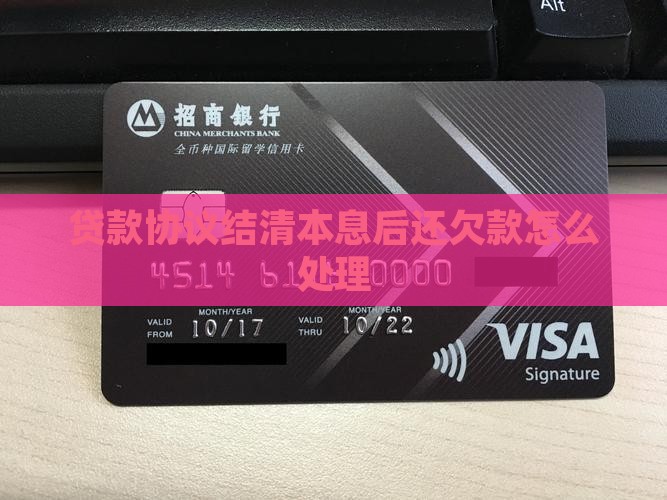 Alt
招商銀行
CHINA MERCHANTS BANK
全币种国际留学信用卡
贷款协议结清本息后还欠款怎么
处理
4514 0000
MONTH/YEAR MONTH/YEAR
VALID FROM 10/17 VALID THRU 10/22
VISA
Signature